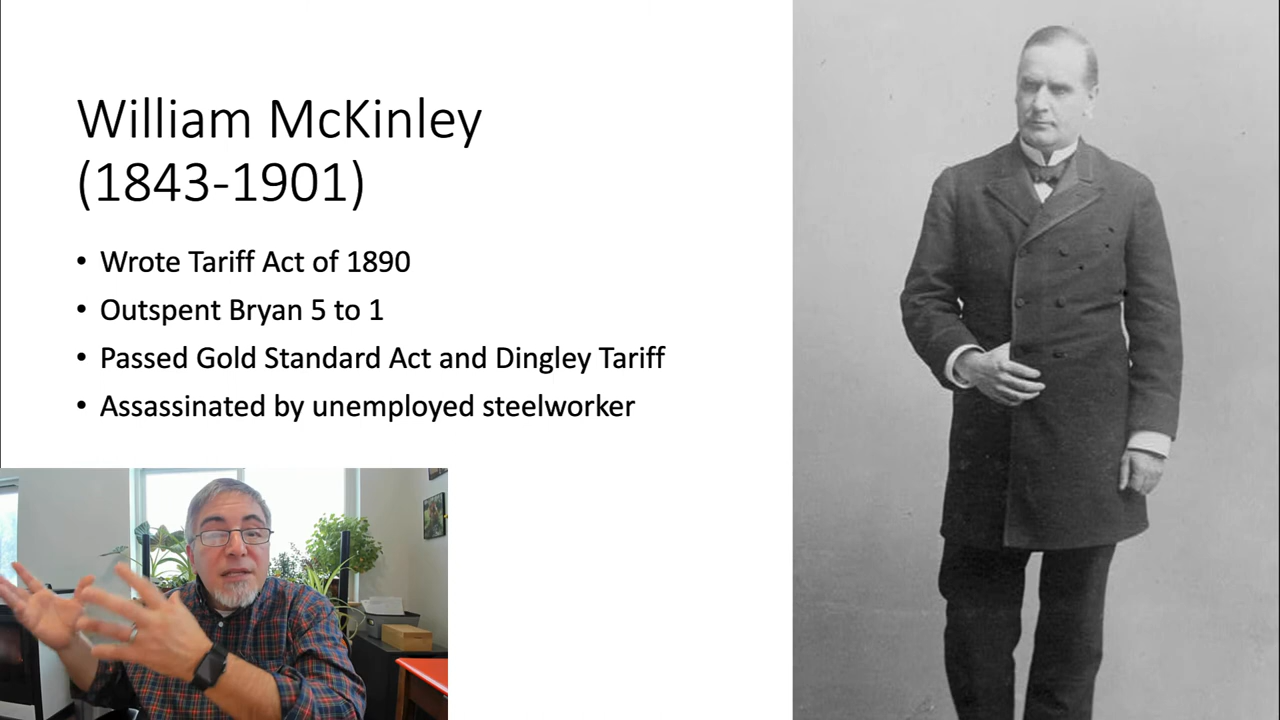 William McKinley
(1843-1901)
• Wrote Tariff Act of 1890
• Outspent Bryan 5 to 1
• Passed Gold Standard Act and Dingley Tariff
• Assassinated by unemployed steelworker